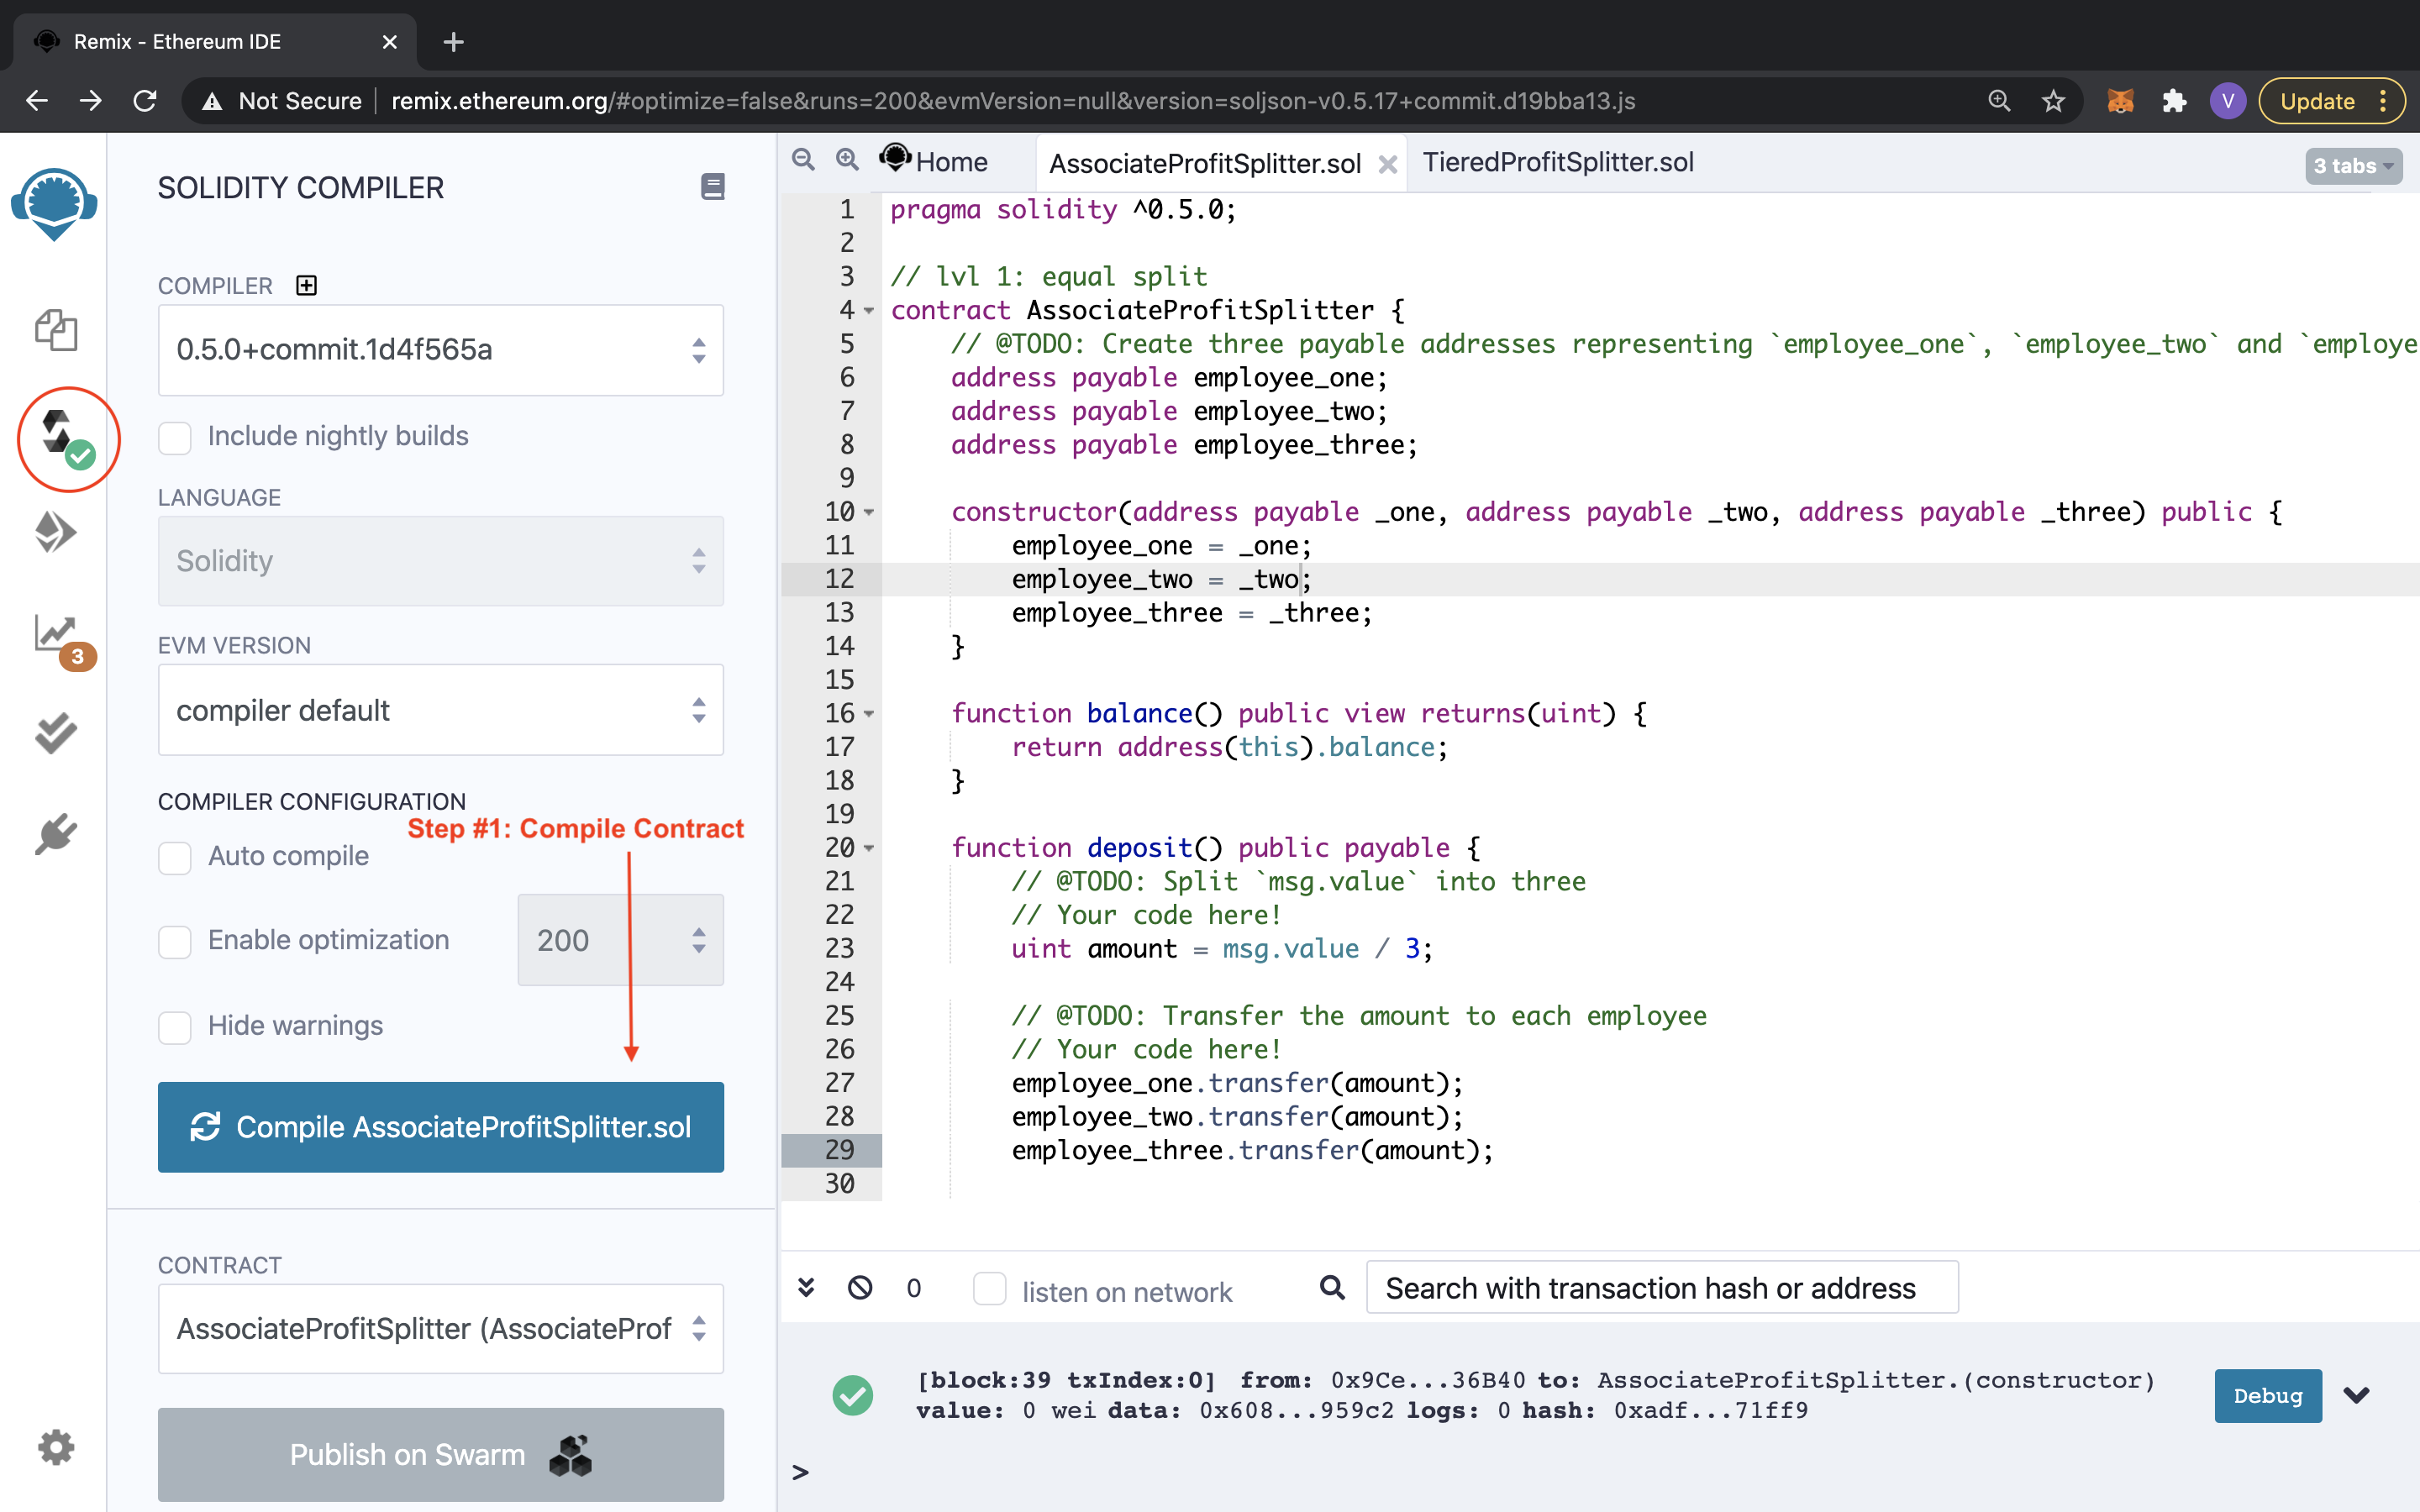 Remix - Ethereum IDE
Not Secure | remix.ethereum.org/#optimize=false&runs=200&evmVersion=null&version=soljson-v0.5.17+commit.d19bba13.js
V
Update
SOLIDITY COMPILER
COMPILER
0.5.0+commit.1d4f565a
Include nightly builds
LANGUAGE
Solidity
EVM VERSION
compiler default
3
COMPILER CONFIGURATION
Step #1: Compile Contract
Auto compile
Enable optimization
200
Hide warnings
Compile AssociateProfitSplitter.sol
CONTRACT
AssociateProfitSplitter (AssociateProf
Publish on Swarm
Home
AssociateProfitSplitter.sol
TieredProfitSplitter.sol
3 tabs
1 pragma solidity ^0.5.0;
2
3 // lvl 1: equal split
4 contract AssociateProfitSplitter {
5     // @TODO: Create three payable addresses representing `employee_one`, `employee_two` and `employe
6     address payable employee_one;
7     address payable employee_two;
8     address payable employee_three;
9
10     constructor(address payable _one, address payable _two, address payable _three) public {
11         employee_one = _one;
12         employee_two = _two;
13         employee_three = _three;
14     }
15
16     function balance() public view returns(uint) {
17         return address(this).balance;
18     }
19
20     function deposit() public payable {
21         // @TODO: Split `msg.value` into three
22         // Your code here!
23         uint amount = msg.value / 3;
24
25         // @TODO: Transfer the amount to each employee
26         // Your code here!
27         employee_one.transfer(amount);
28         employee_two.transfer(amount);
29         employee_three.transfer(amount);
30
0
listen on network
Search with transaction hash or address
[block:39 txIndex:0] from: 0x9Ce...36B40 to: AssociateProfitSplitter.(constructor)
value: 0 wei data: 0x608...959c2 logs: 0 hash: 0xadf...71ff9
Debug
>